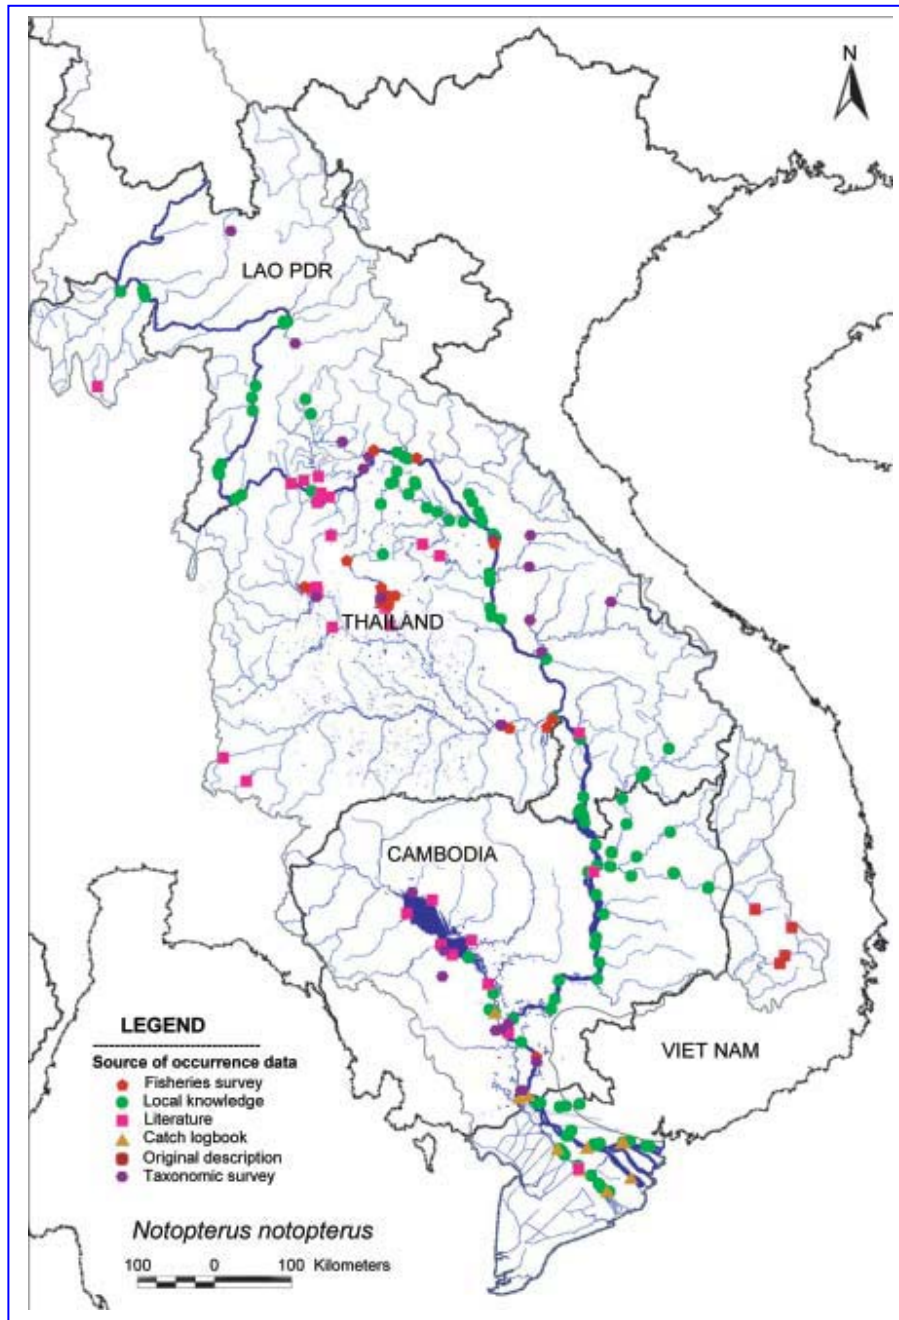 N
LAO PDR
THAILAND
CAMBODIA
VIET NAM
LEGEND
Source of occurrence data
Fisheries survey
Local knowledge
Literature
Catch logbook
Original description
Taxonomic survey
Notopterus notopterus
100 0 100 Kilometers